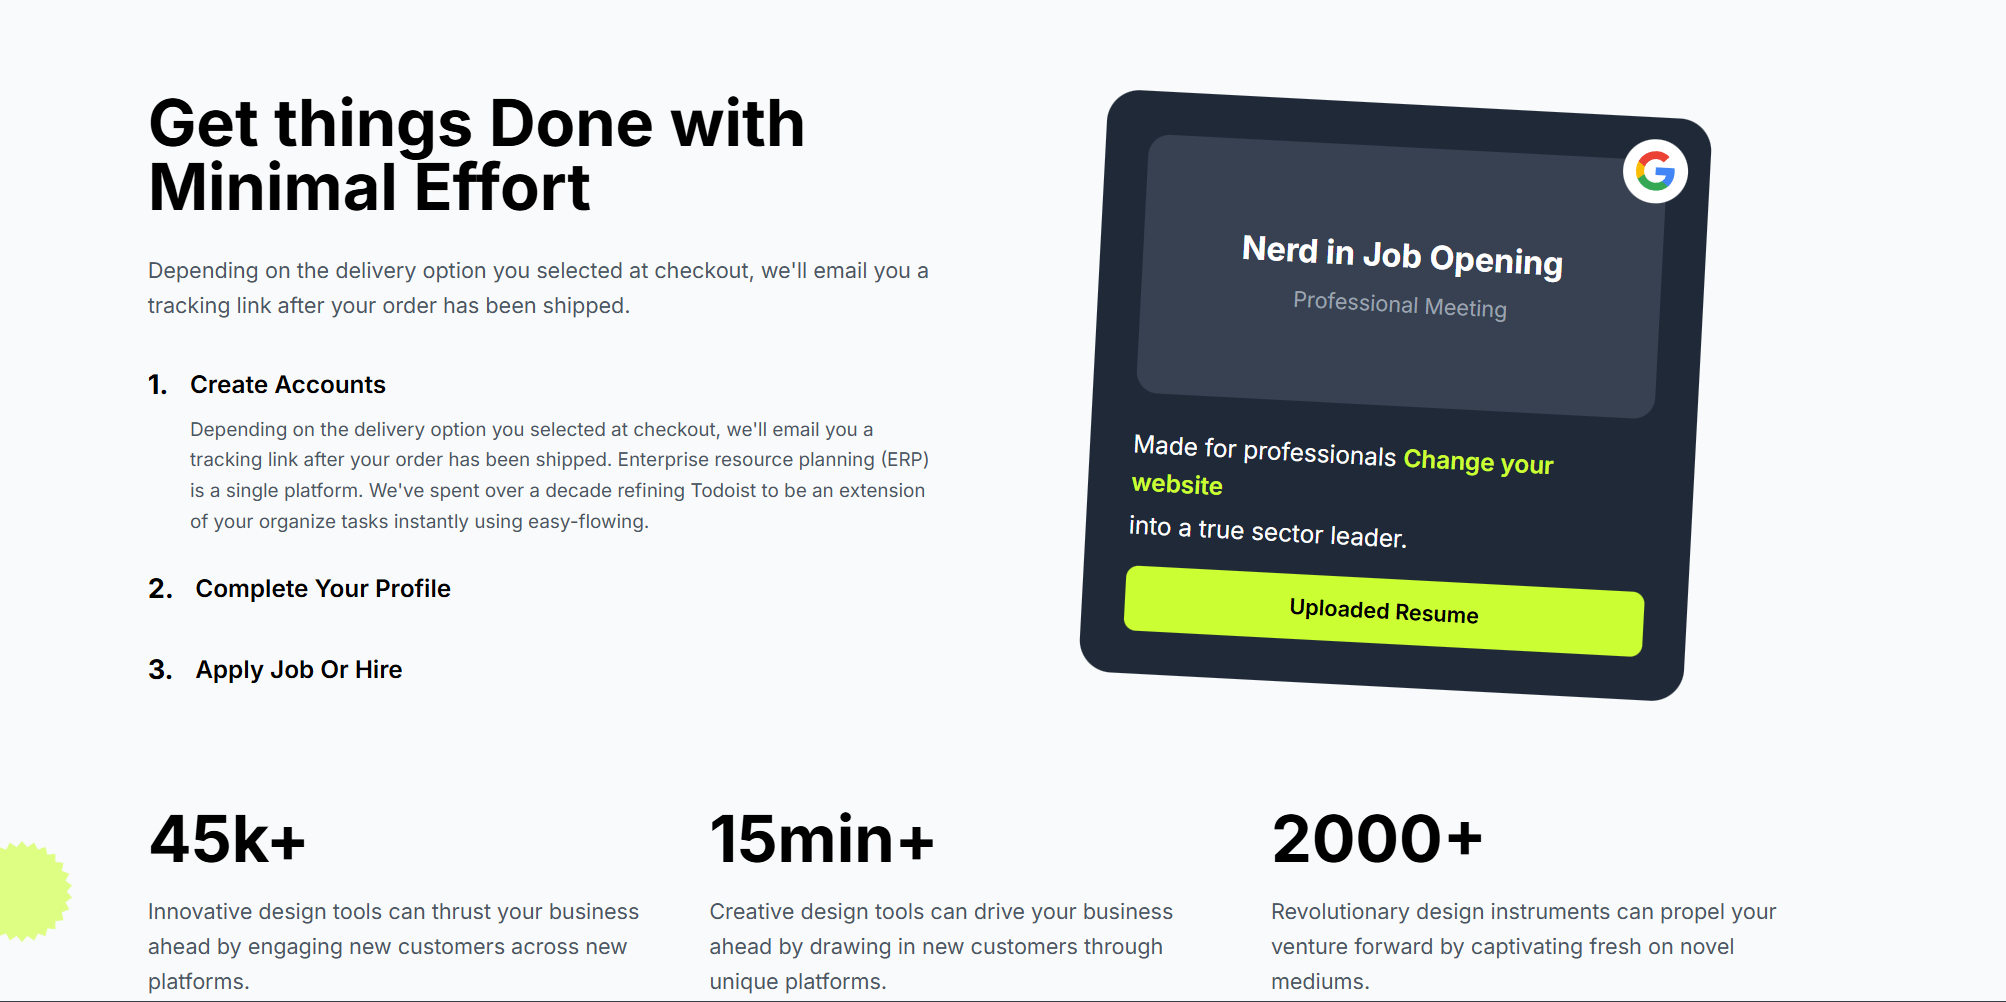 Get things Done with
Minimal Effort
Depending on the delivery option you selected at checkout, we'll email you a
tracking link after your order has been shipped.
1. Create Accounts
Depending on the delivery option you selected at checkout, we'll email you a
tracking link after your order has been shipped. Enterprise resource planning (ERP)
is a single platform. We've spent over a decade refining Todoist to be an extension
of your organize tasks instantly using easy-flowing.
2. Complete Your Profile
3. Apply Job Or Hire
Nerd in Job Opening
Professional Meeting
Made for professionals Change your
website
into a true sector leader.
Uploaded Resume
45k+
Innovative design tools can thrust your business
ahead by engaging new customers across new
platforms.
15min+
Creative design tools can drive your business
ahead by drawing in new customers through
unique platforms.
2000+
Revolutionary design instruments can propel your
venture forward by captivating fresh on novel
mediums.